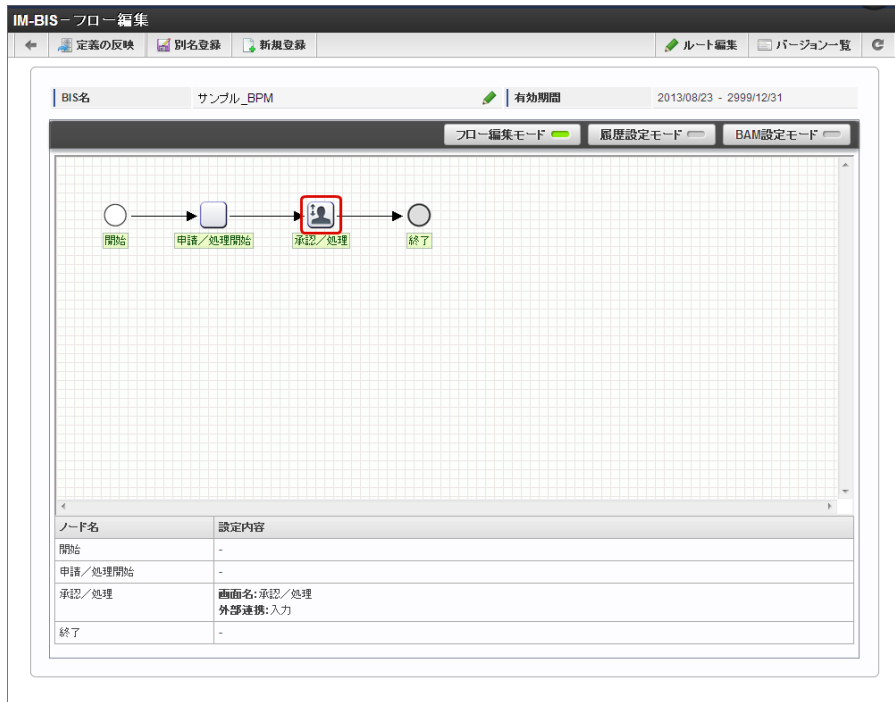 IM-BIS－フロー編集
定義の反映 別名登録 新規登録 ルート編集 バージョン一覧
BIS名 サンプル_BPM 有効期間 2013/08/23 - 2999/12/31
フロー編集モード 履歴設定モード BAM設定モード
開始 申請／処理開始 承認／処理 終了
ノード名 設定内容
開始 -
申請／処理開始 -
承認／処理 画面名:承認／処理
外部連携:入力
終了 -